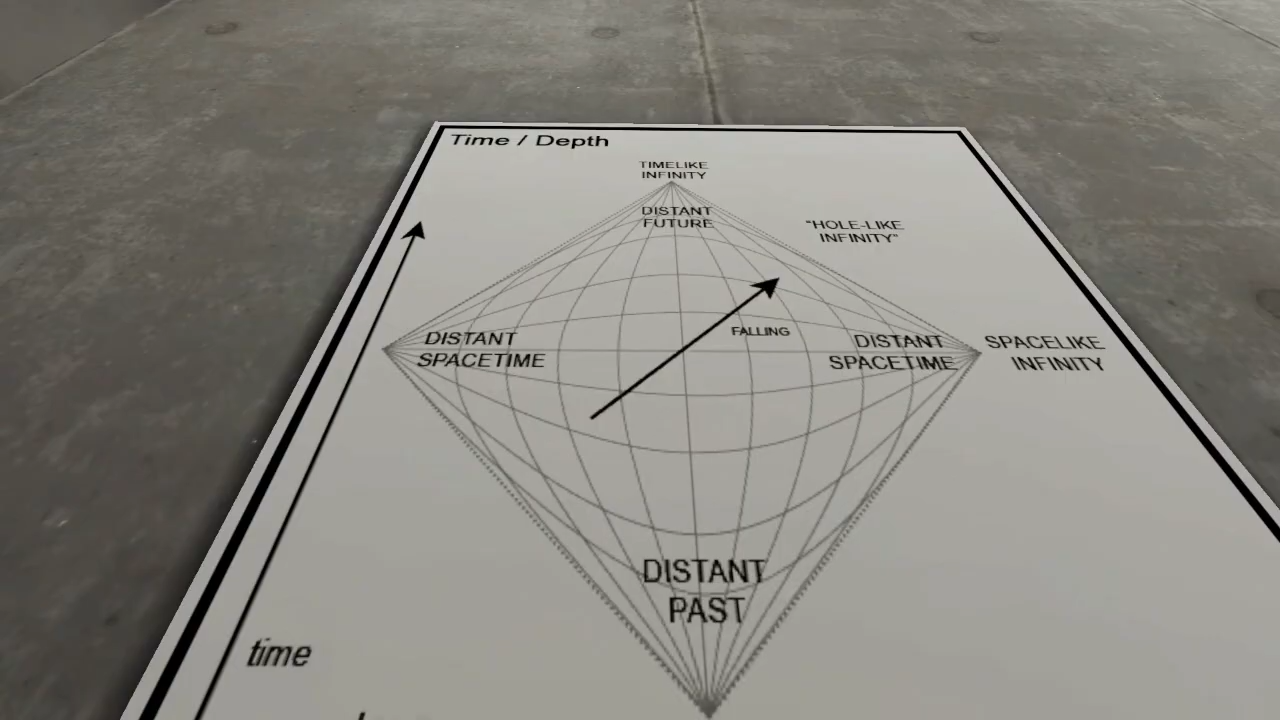 Time / Depth
TIMELIKE
INFINITY
DISTANT
FUTURE
"HOLE-LIKE
INFINITY"
FALLING
DISTANT
SPACETIME
DISTANT
SPACETIME
SPACELIKE
INFINITY
DISTANT
PAST
time